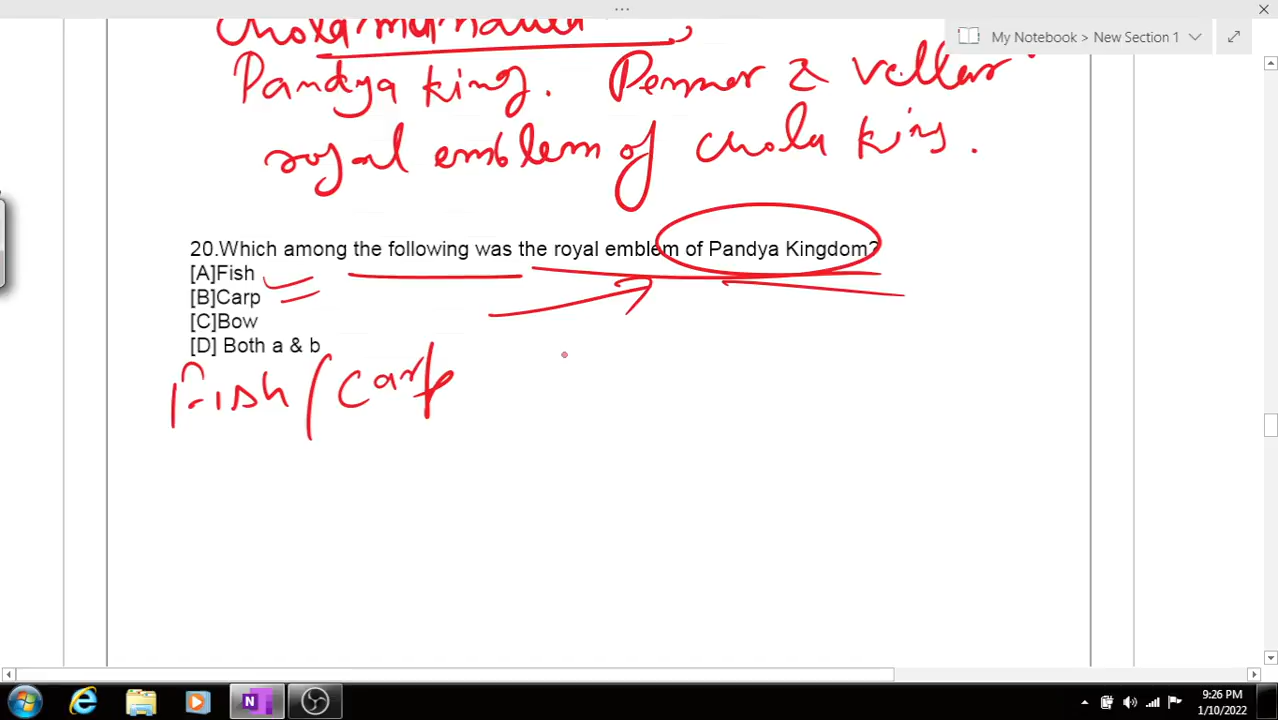 My Notebook > New Section 1
Pandya king. Pennar & vellar
royal emblem of chola king.
20.Which among the following was the royal emblem of Pandya Kingdom?
[A]Fish
[B]Carp
[C]Bow
[D] Both a & b
Fish / Carp
9:26 PM
1/10/2022